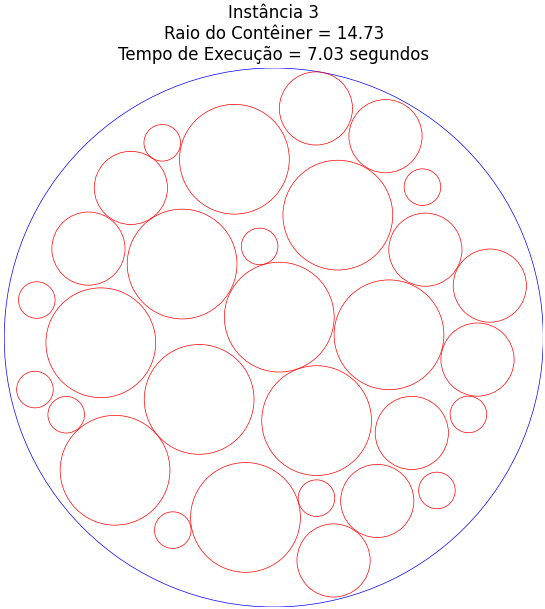 Instância 3
Raio do Contêiner = 14.73
Tempo de Execução = 7.03 segundos